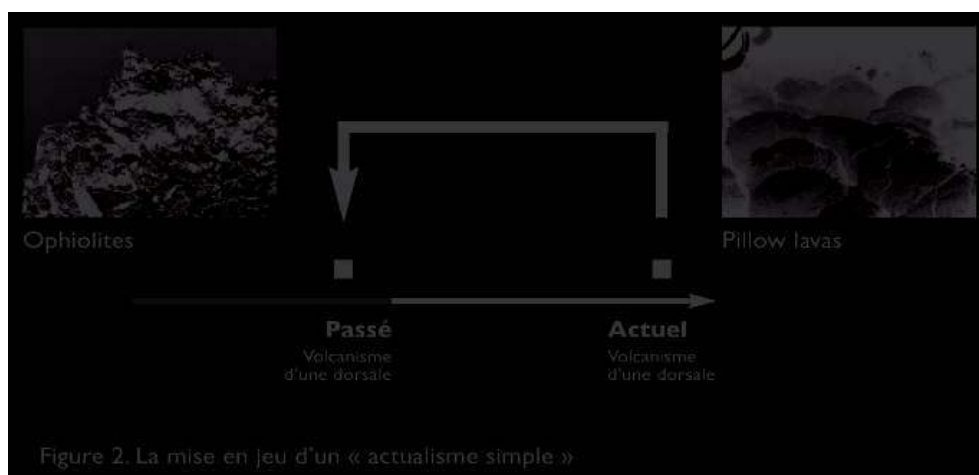 Ophiolites
Pillow lavas
Passé
Actuel
Volcanisme
d'une dorsale
Volcanisme
d'une dorsale
Figure 2. La mise en jeu d'un « actualisme simple »